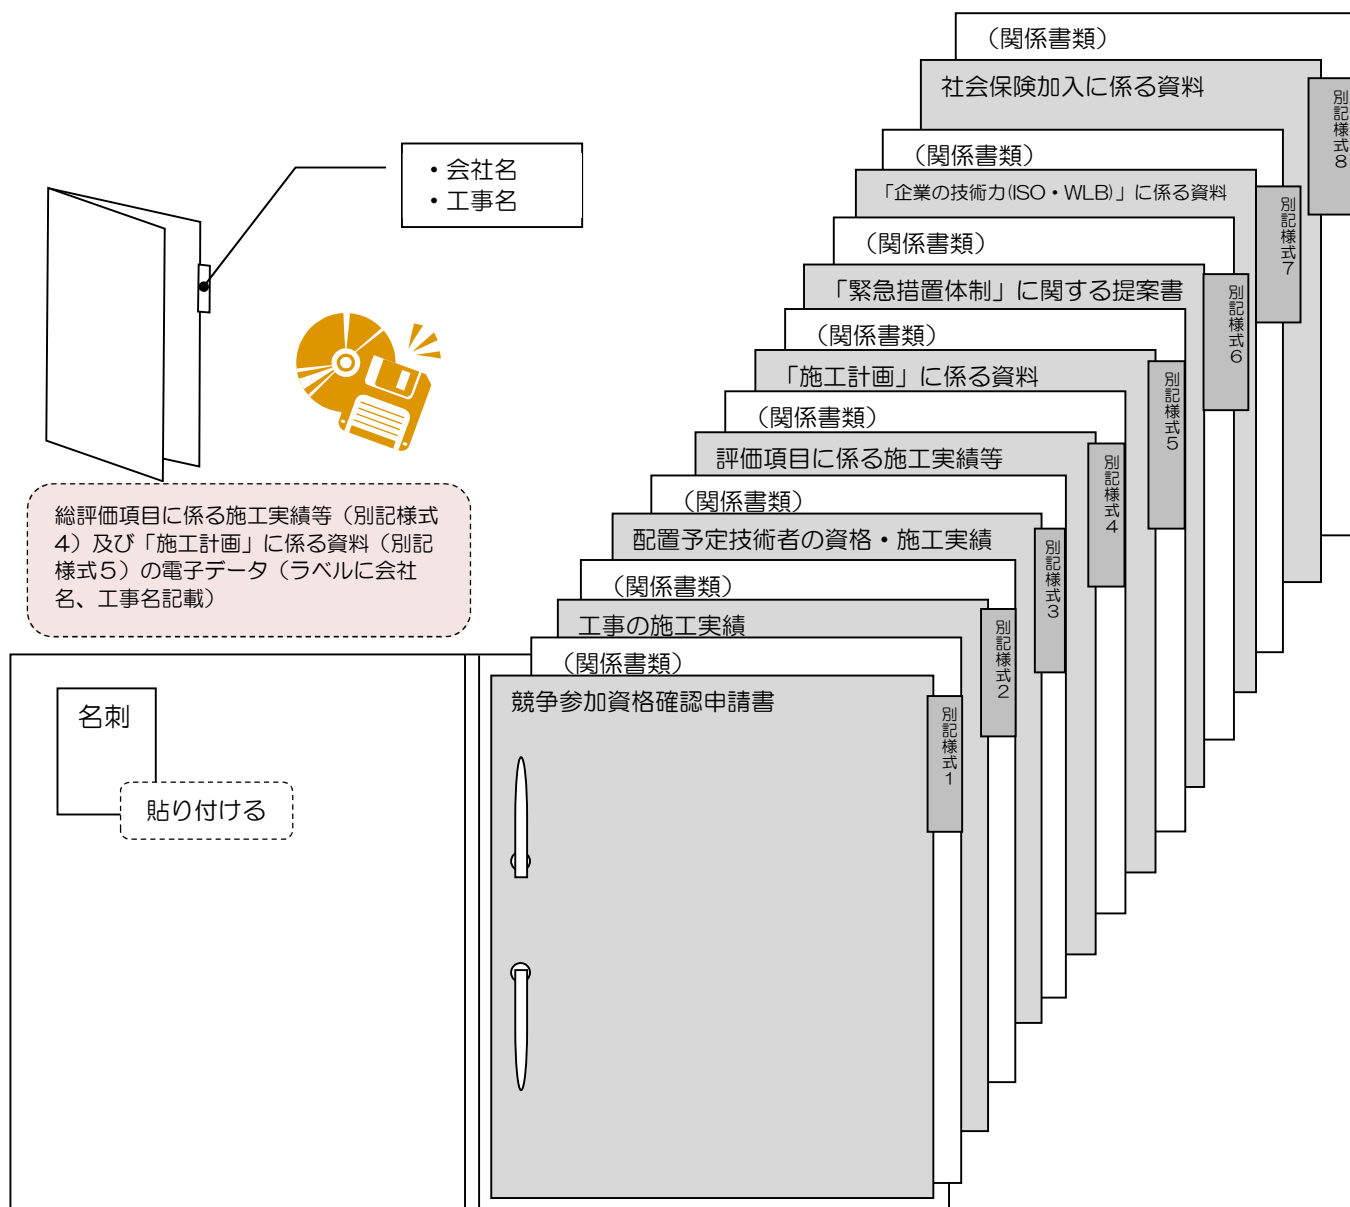 （関係書類）
社会保険加入に係る資料
別記様式８
（関係書類）
「企業の技術力(ISO・WLB)」に係る資料
別記様式７
（関係書類）
「緊急措置体制」に関する提案書
別記様式６
（関係書類）
「施工計画」に係る資料
別記様式５
（関係書類）
評価項目に係る施工実績等
別記様式４
（関係書類）
配置予定技術者の資格・施工実績
別記様式３
（関係書類）
工事の施工実績
別記様式２
（関係書類）
競争参加資格確認申請書
別記様式１
・会社名
・工事名
総評価項目に係る施工実績等（別記様式
４）及び「施工計画」に係る資料（別記
様式５）の電子データ（ラベルに会社
名、工事名記載）
名刺
貼り付ける